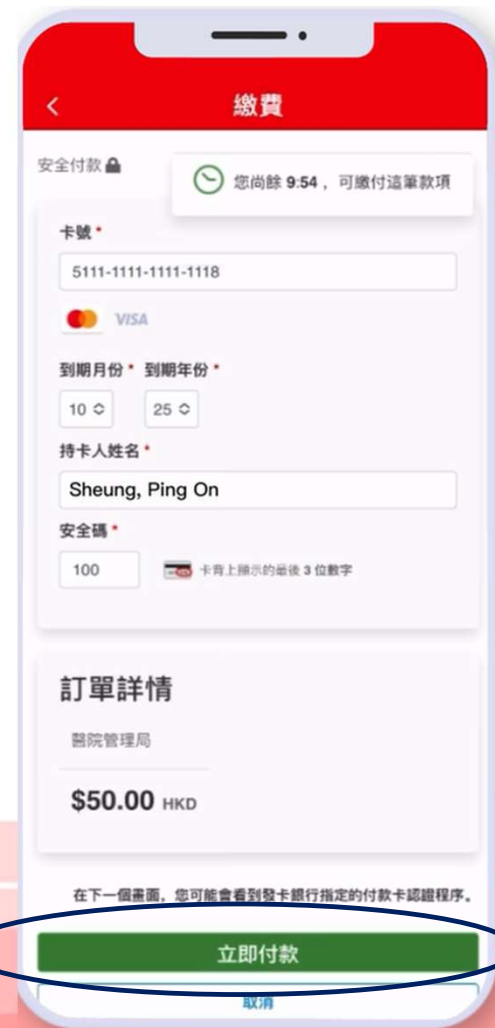 繳費
安全付款
您尚餘 9:54 ，可繳付這筆款項
卡號 *
5111-1111-1111-1118
VISA
到期月份 * 到期年份 *
10 25
持卡人姓名 *
Sheung, Ping On
安全碼 *
100 卡背上顯示的最後 3 位數字
訂單詳情
醫院管理局
$50.00 HKD
在下一個畫面，您可能會看到發卡銀行指定的付款卡認證程序。
立即付款
取消